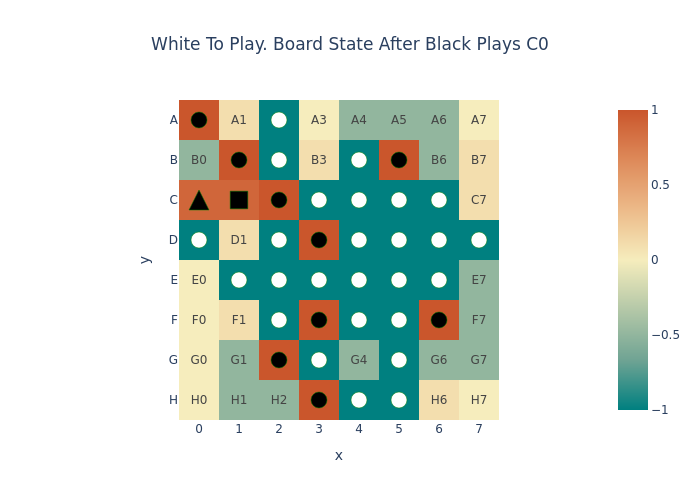 White To Play. Board State After Black Plays C0
A A1 A3 A4 A5 A6 A7
B B0 B3 B6 B7
C C7
D D1
E E0 E7
F F0 F1 F7
G G0 G1 G4 G6 G7
H H0 H1 H2 H6 H7
0 1 2 3 4 5 6 7
x
y
1
0.5
0
−0.5
−1